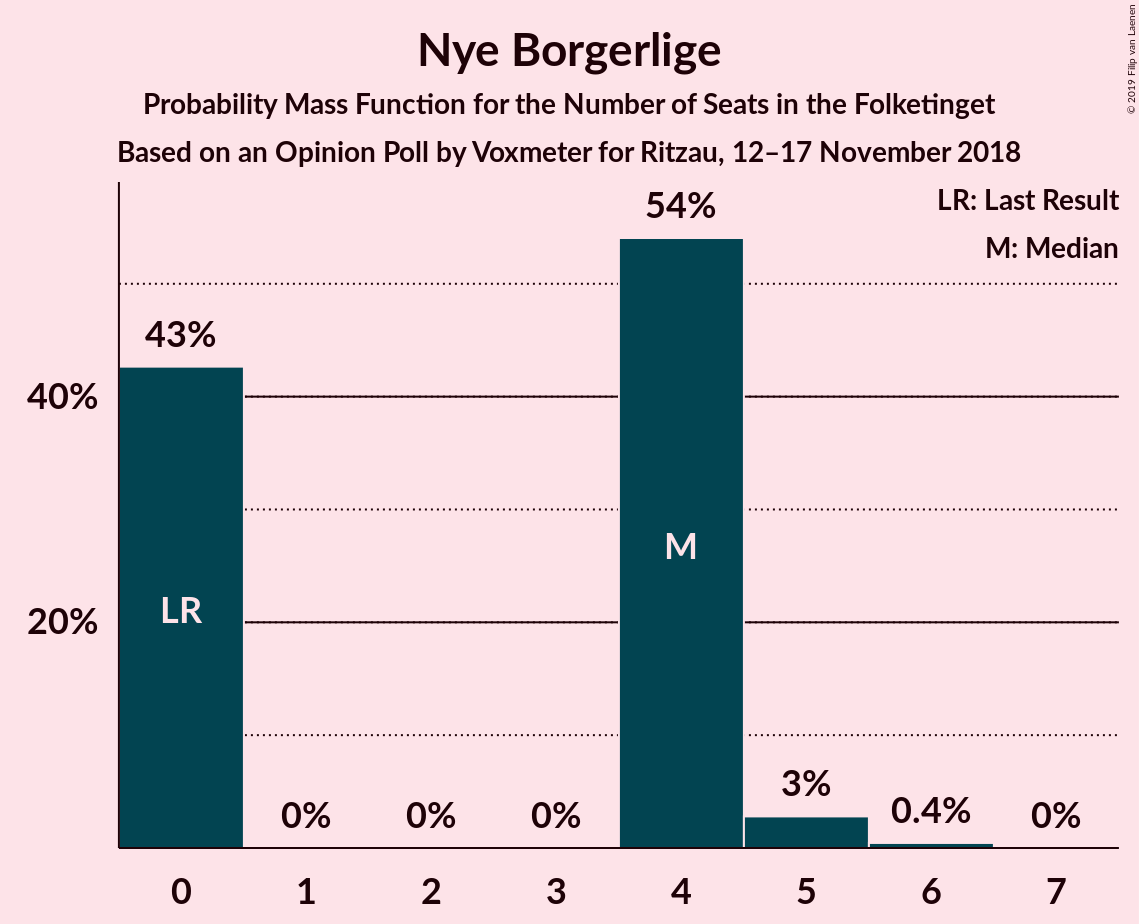 Nye Borgerlige
Probability Mass Function for the Number of Seats in the Folketinget
Based on an Opinion Poll by Voxmeter for Ritzau, 12–17 November 2018
© 2019 Filip van Laenen
LR: Last Result
M: Median
54%
43%
40%
M
LR
20%
0%
0%
0%
3%
0.4%
0%
0
1
2
3
4
5
6
7